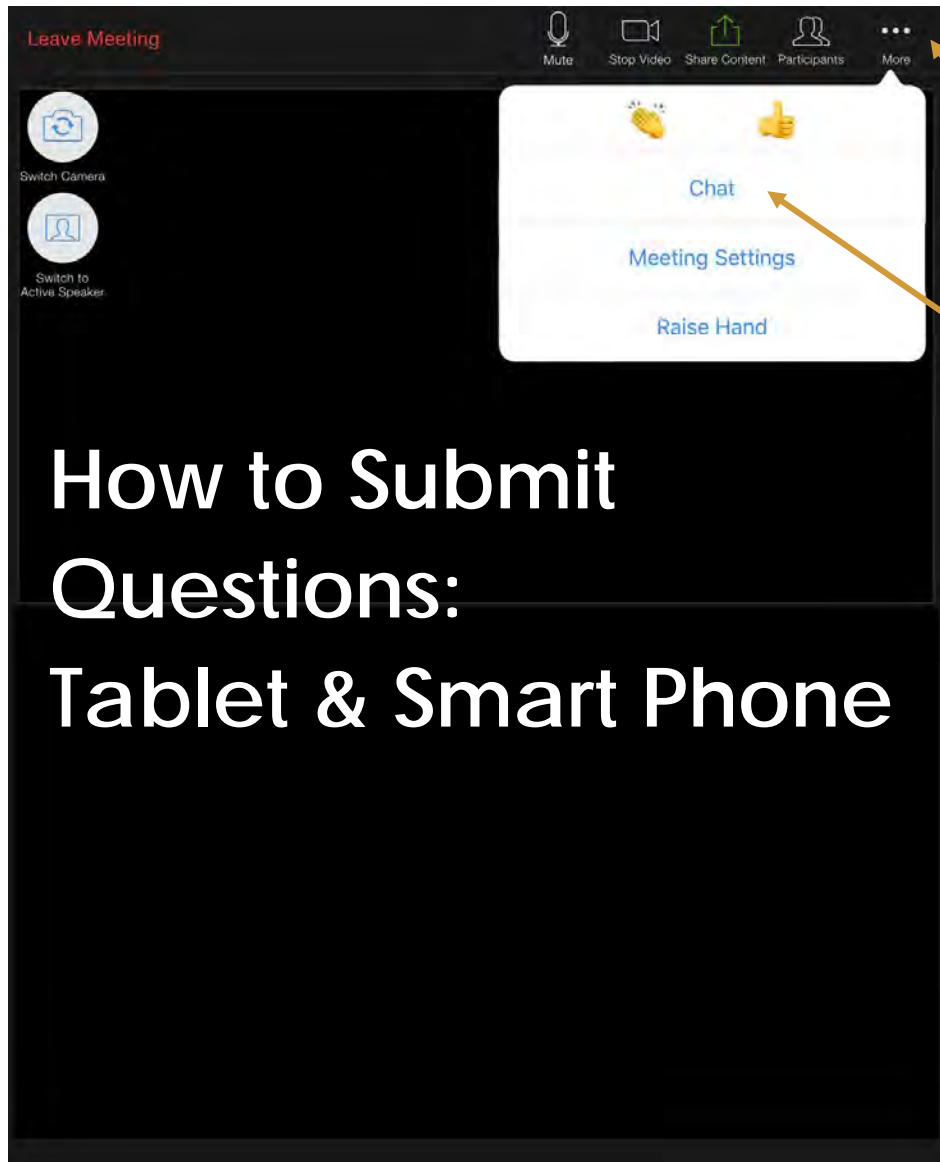 Leave Meeting
Mute Stop Video Share Content Participants More
Switch Camera
Chat
Switch to
Active Speaker
Meeting Settings
Raise Hand
How to Submit
Questions:
Tablet & Smart Phone